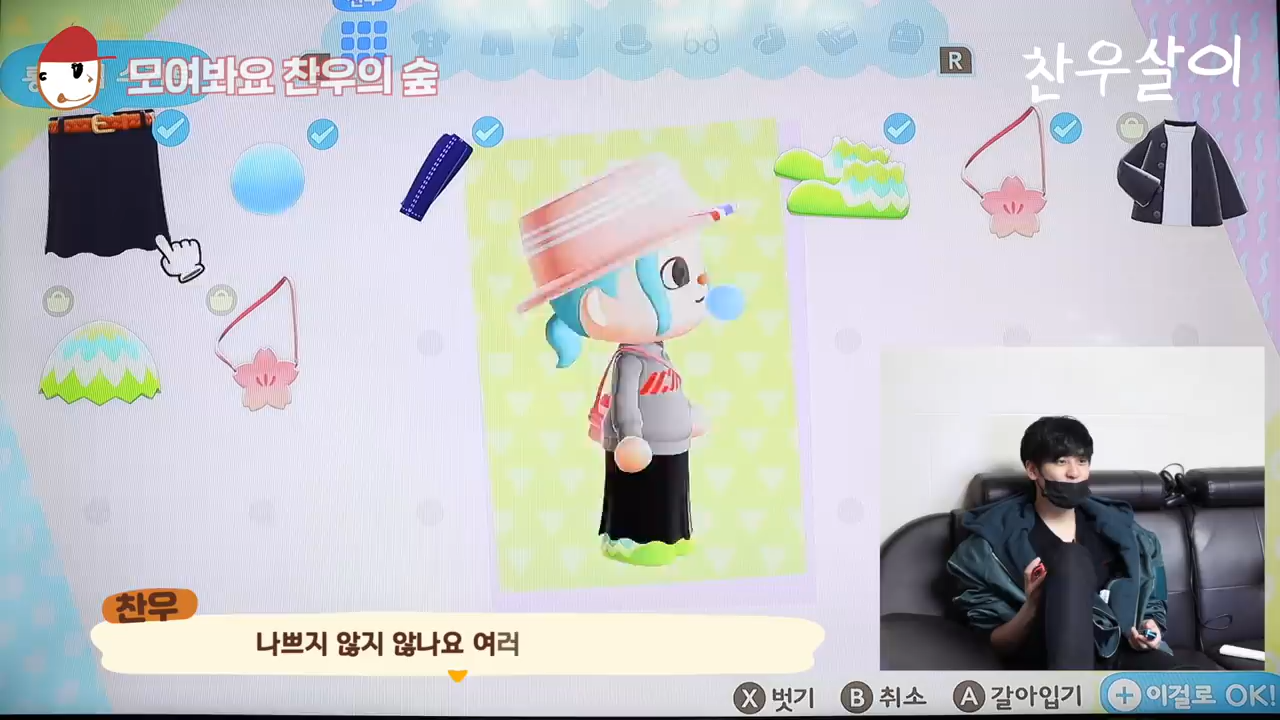 R
모여봐요 찬우의 숲
찬우살이
찬우
나쁘지 않지 않나요 여러
X 벗기
B 취소
A 갈아입기
+ 이걸로 OK!